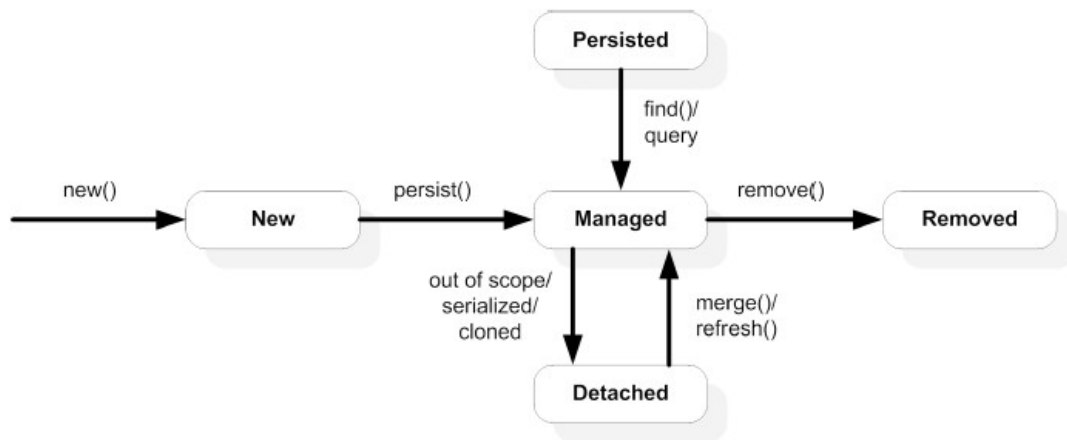 Persisted
find()/
query
new()
New
persist()
Managed
remove()
Removed
out of scope/
serialized/
cloned
merge()/
refresh()
Detached